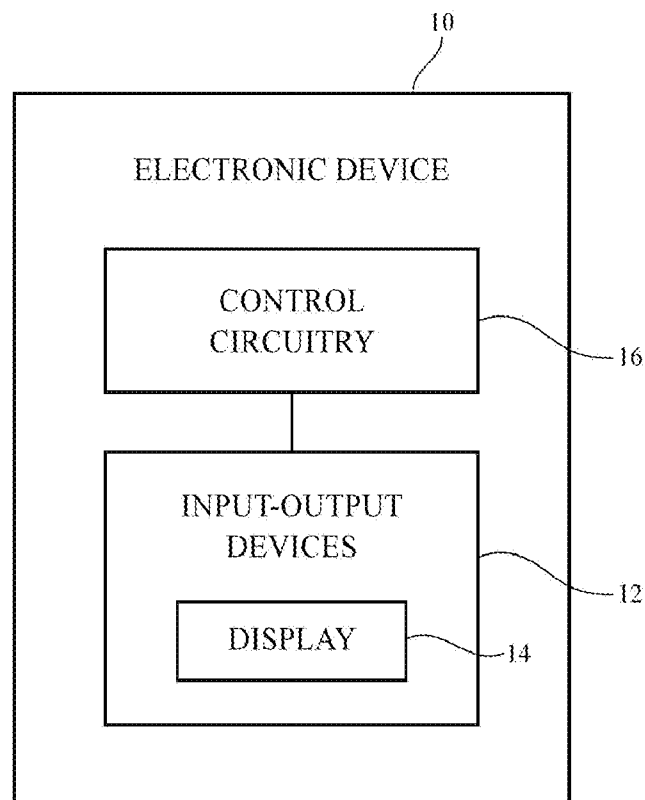 10
ELECTRONIC DEVICE
CONTROL
CIRCUITRY
16
INPUT-OUTPUT
DEVICES
12
DISPLAY
14